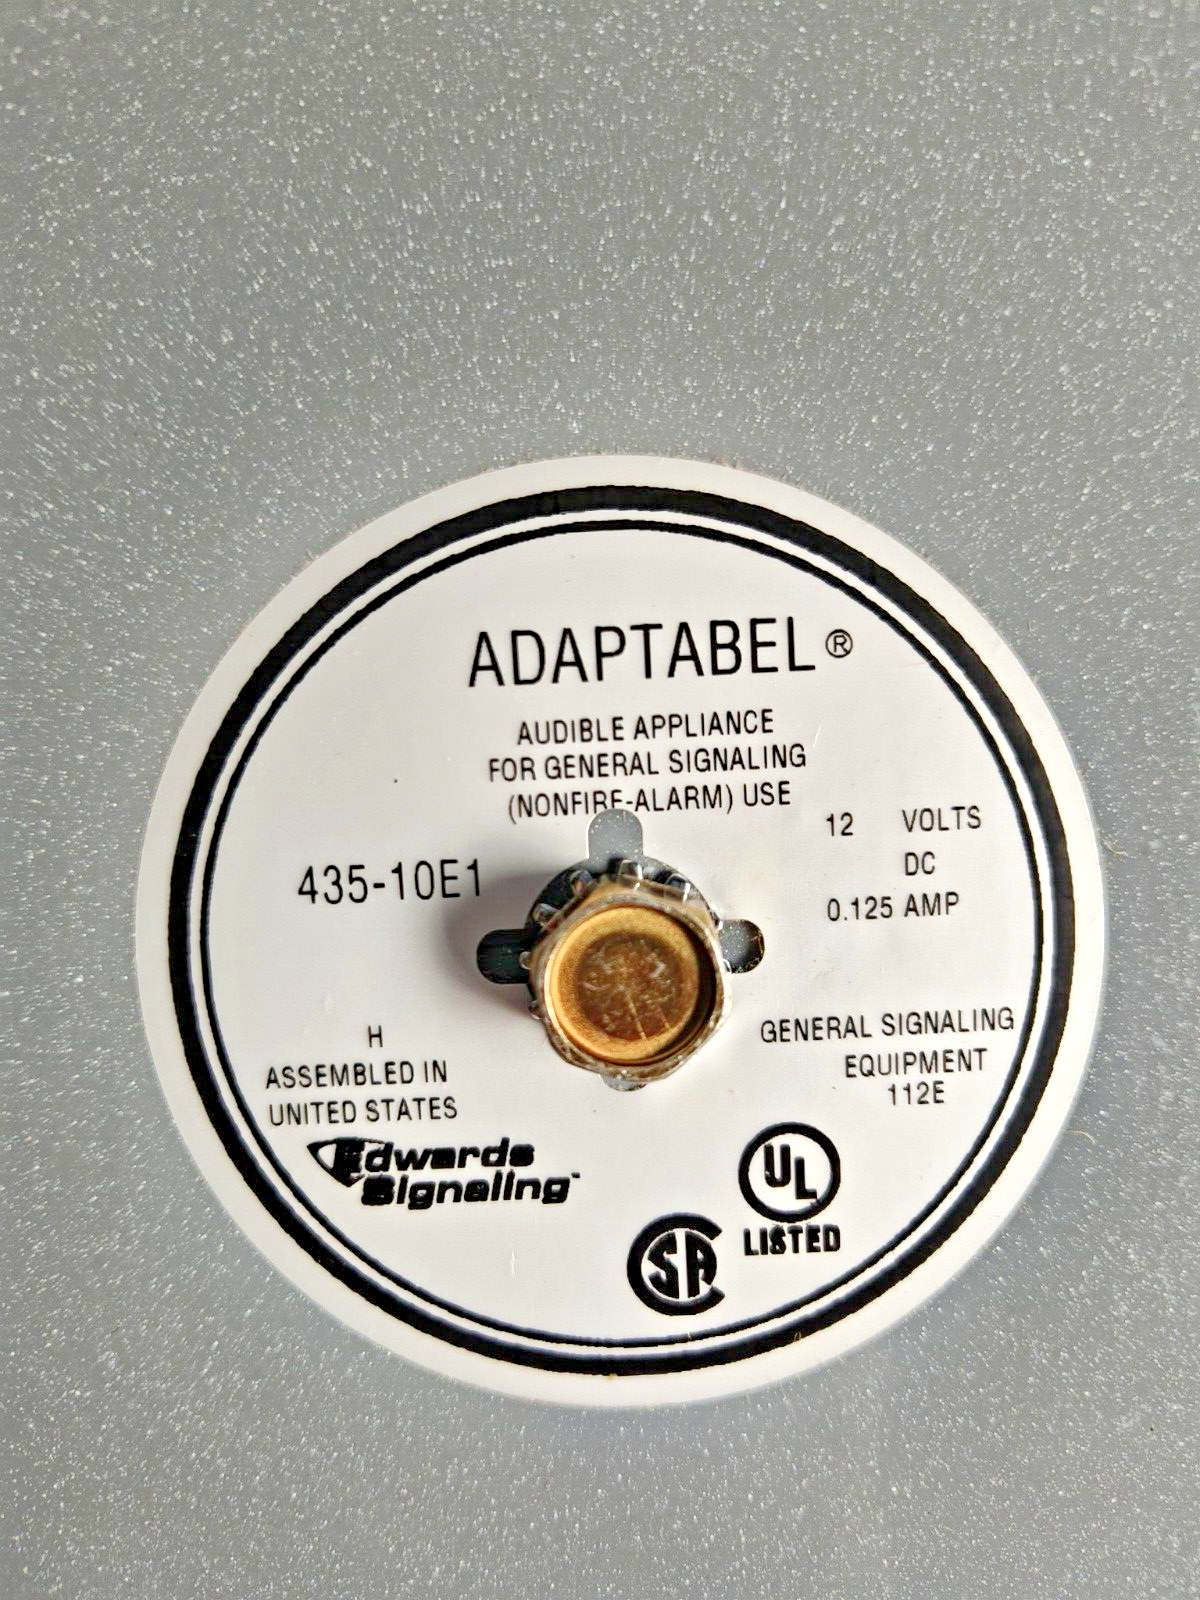 ADAPTABEL®
AUDIBLE APPLIANCE
FOR GENERAL SIGNALING
(NONFIRE-ALARM) USE
12 VOLTS
DC
0.125 AMP
435-10E1
H
ASSEMBLED IN
UNITED STATES
Edwards
Signaling™
GENERAL SIGNALING
EQUIPMENT
112E
UL
LISTED
SA